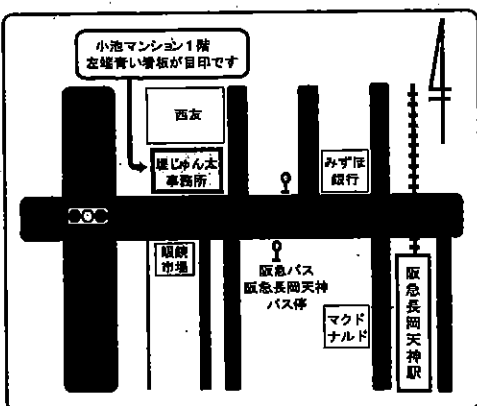 小池マンション1階
左端青い看板が目印です
西友
じゅん太
事務所
みずほ
銀行
眼鏡
市場
阪急バス
阪急長岡天神
バス停
マクド
ナルド
阪急長岡天神駅